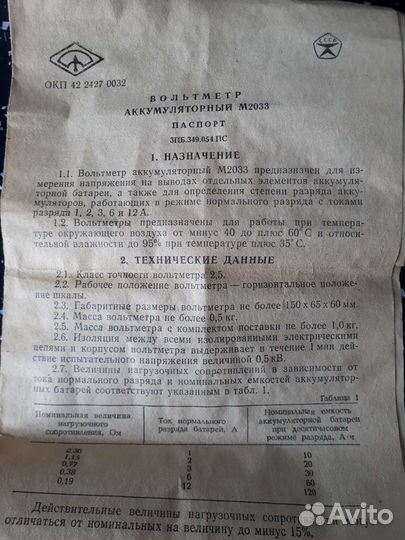 СССР
ОКП 42 2427 0032
ВОЛЬТМЕТР
АККУМУЛЯТОРНЫЙ М2033
ПАСПОРТ
3ПБ.349.054 ПС
1. НАЗНАЧЕНИЕ
1.1. Вольтметр аккумуляторный М2033 предназначен для из-
мерения напряжения на выводах отдельных элементов аккумуля-
торной батареи, а также для определения степени разряда акку-
муляторов, работающих в режиме нормального разряда с токами
разряда 1, 2, 3, 6 и 12 А.
1.2. Вольтметры предназначены для работы при темпера-
туре окружающего воздуха от минус 40 до плюс 60°С и относи-
тельной влажности до 95% при температуре плюс 35°С.
2. ТЕХНИЧЕСКИЕ ДАННЫЕ
2.1. Класс точности вольтметра 2,5.
2.2. Рабочее положение вольтметра — горизонтальное положе-
ние шкалы.
2.3. Габаритные размеры вольтметра не более 150×65×60 мм.
2.4. Масса вольтметра не более 0,5 кг.
2.5. Масса вольтметра с комплектом поставки не более 1,0 кг.
2.6. Изоляция между всеми изолированными электрическими
цепями и корпусом вольтметра выдерживает в течение 1 мин дей-
ствие испытательного напряжения величиной 0,5 кВ.
2.7. Величины нагрузочных сопротивлений в зависимости от
тока нормального разряда и номинальных емкостей аккумулятор-
ных батарей соответствуют указанным в табл. 1.
Таблица 1
Номинальная величина нагрузочного сопротивления, Ом
Ток нормального разряда батарей, А
Номинальная емкость аккумуляторной батареи при десятичасовом режиме разряда, А·ч
1 10
1,15 2 20
0,77 3 30
0,38 6 60
0,19 12 120
Действительные величины нагрузочных
отличаться от номинальных на величину до минус 15%.
Avito